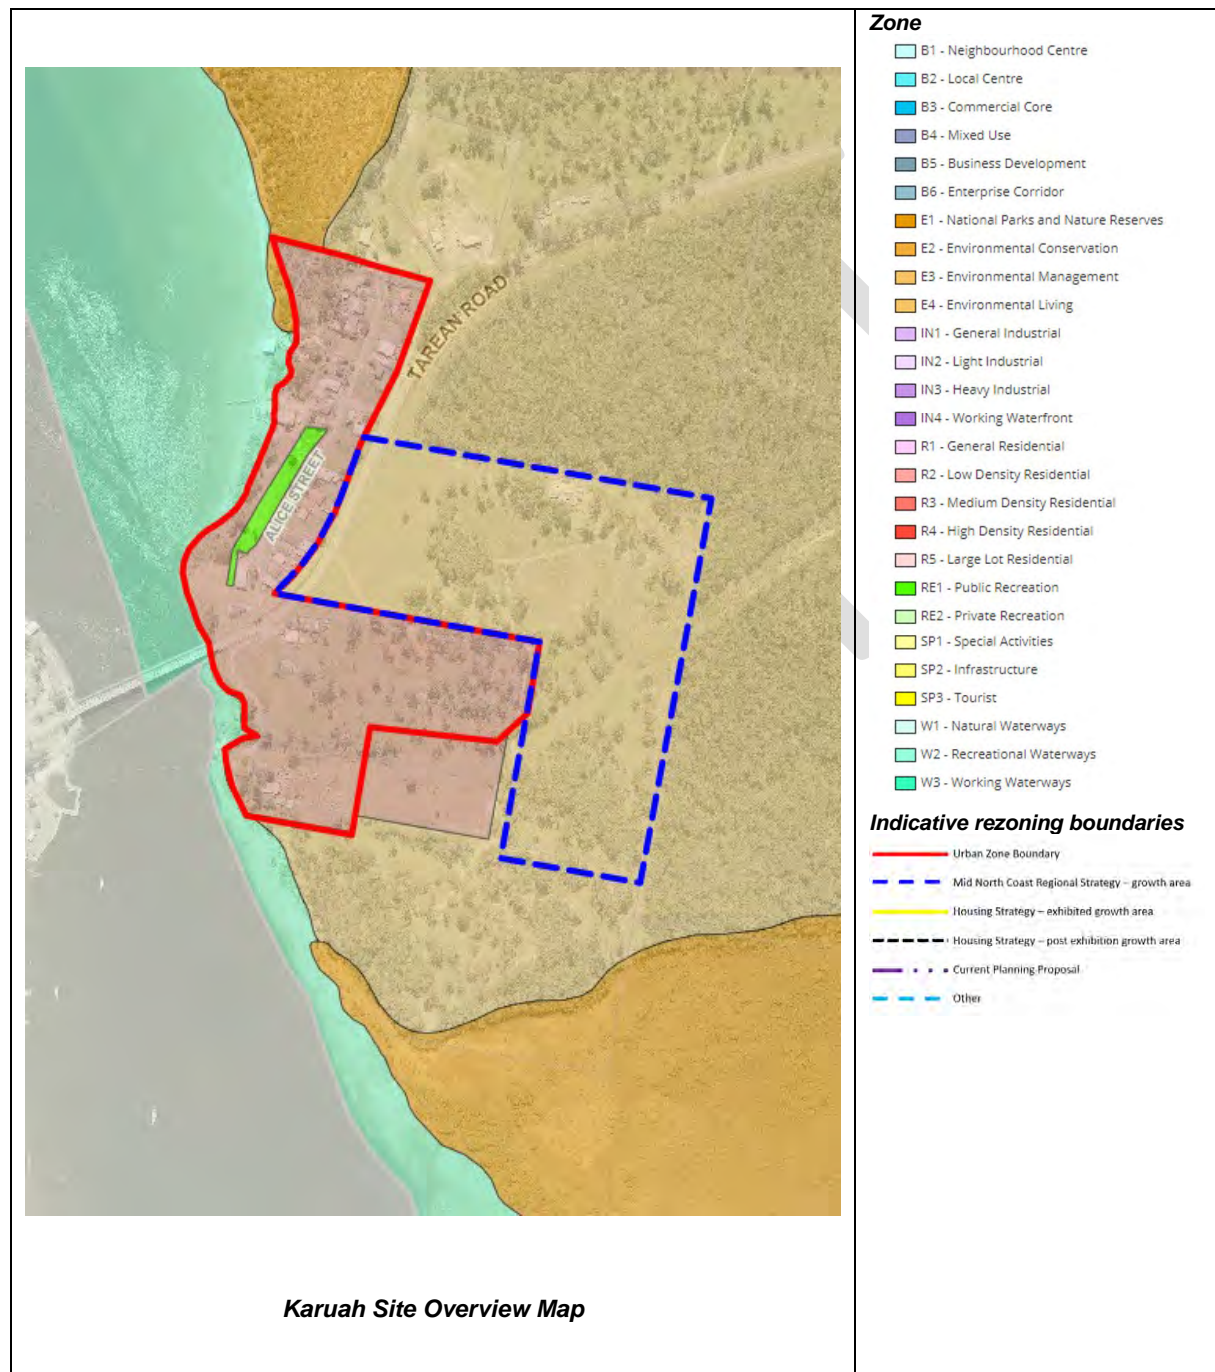 TAREAN ROAD
ALICE STREET
Karuah Site Overview Map
Zone
B1 - Neighbourhood Centre
B2 - Local Centre
B3 - Commercial Core
B4 - Mixed Use
B5 - Business Development
B6 - Enterprise Corridor
E1 - National Parks and Nature Reserves
E2 - Environmental Conservation
E3 - Environmental Management
E4 - Environmental Living
IN1 - General Industrial
IN2 - Light Industrial
IN3 - Heavy Industrial
IN4 - Working Waterfront
R1 - General Residential
R2 - Low Density Residential
R3 - Medium Density Residential
R4 - High Density Residential
R5 - Large Lot Residential
RE1 - Public Recreation
RE2 - Private Recreation
SP1 - Special Activities
SP2 - Infrastructure
SP3 - Tourist
W1 - Natural Waterways
W2 - Recreational Waterways
W3 - Working Waterways
Indicative rezoning boundaries
Urban Zone Boundary
Mid North Coast Regional Strategy – growth area
Housing Strategy – exhibited growth area
Housing Strategy – post exhibition growth area
Current Planning Proposal
Other